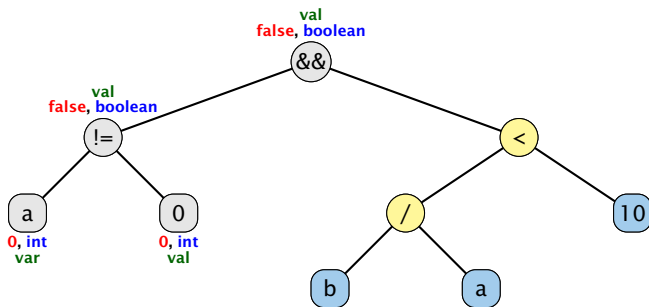 val
false, boolean
&&
val
false, boolean
!=
<
a
0
/
10
0, int
var
0, int
val
b
a